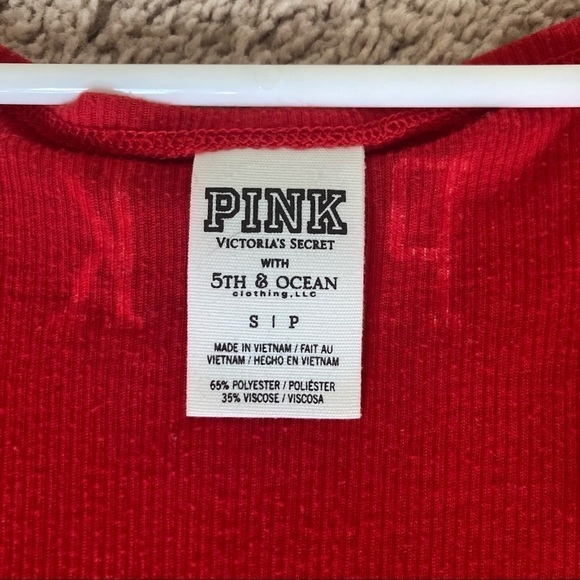 PINK
VICTORIA'S SECRET
WITH
5TH & OCEAN
clothing, LLC
S | P
MADE IN VIETNAM / FAIT AU
VIETNAM / HECHO EN VIETNAM
65% POLYESTER / POLIÉSTER
35% VISCOSE / VISCOSA